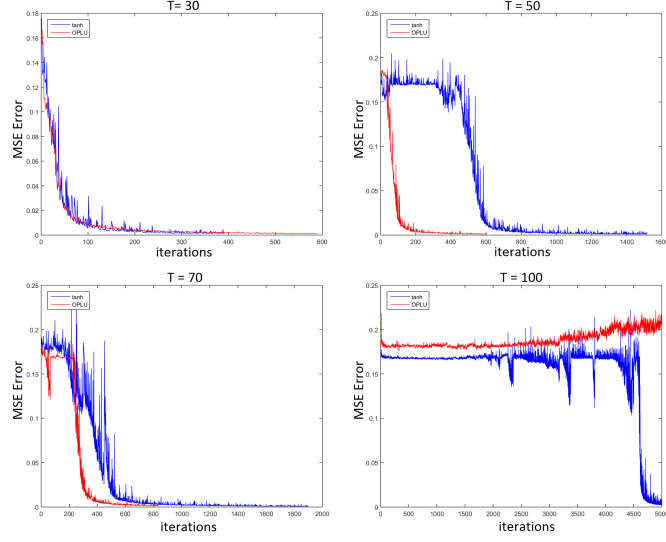 T= 30
tanh
OPLU
0.18
0.16
0.14
0.12
0.1
0.08
0.06
0.04
0.02
0
MSE Error
0 100 200 300 400 500 600
iterations
T = 50
tanh
OPLU
0.25
0.2
0.15
0.1
0.05
0
MSE Error
0 200 400 600 800 1000 1200 1400 1600
iterations
T = 70
tanh
OPLU
0.25
0.2
0.15
0.1
0.05
0
MSE Error
0 200 400 600 800 1000 1200 1400 1600 1800 2000
iterations
T = 100
tanh
OPLU
0.25
0.2
0.15
0.1
0.05
0
MSE Error
0 500 1000 1500 2000 2500 3000 3500 4000 4500 5000
iterations